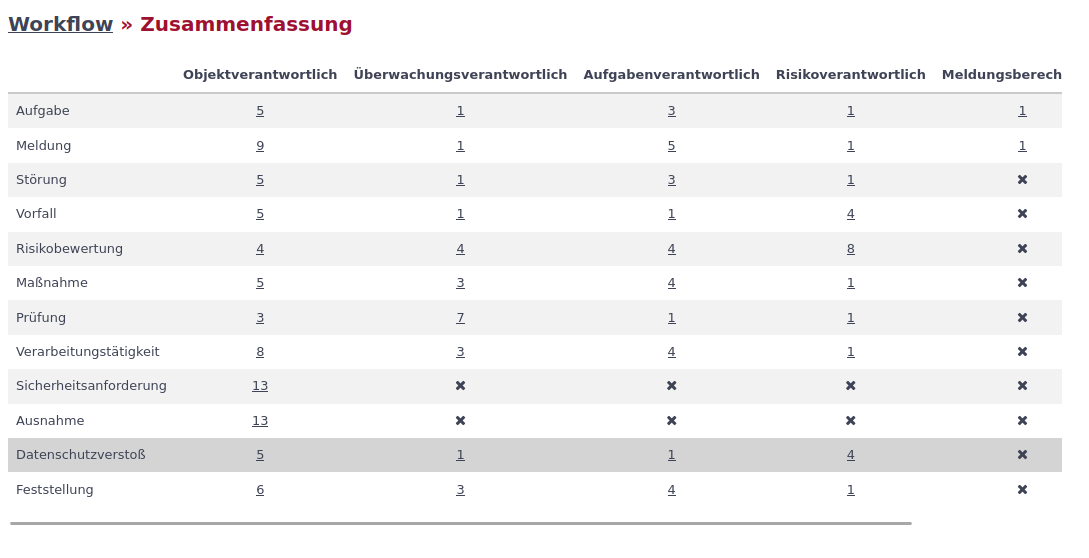 Workflow » Zusammenfassung
Objektverantwortlich Überwachungsverantwortlich Aufgabenverantwortlich Risikoverantwortlich Meldungsberech
Aufgabe 5 1 3 1 1
Meldung 9 1 5 1 1
Störung 5 1 3 1 ✖
Vorfall 5 1 1 4 ✖
Risikobewertung 4 4 4 8 ✖
Maßnahme 5 3 4 1 ✖
Prüfung 3 7 1 1 ✖
Verarbeitungstätigkeit 8 3 4 1 ✖
Sicherheitsanforderung 13 ✖ ✖ ✖ ✖
Ausnahme 13 ✖ ✖ ✖ ✖
Datenschutzverstoß 5 1 1 4 ✖
Feststellung 6 3 4 1 ✖